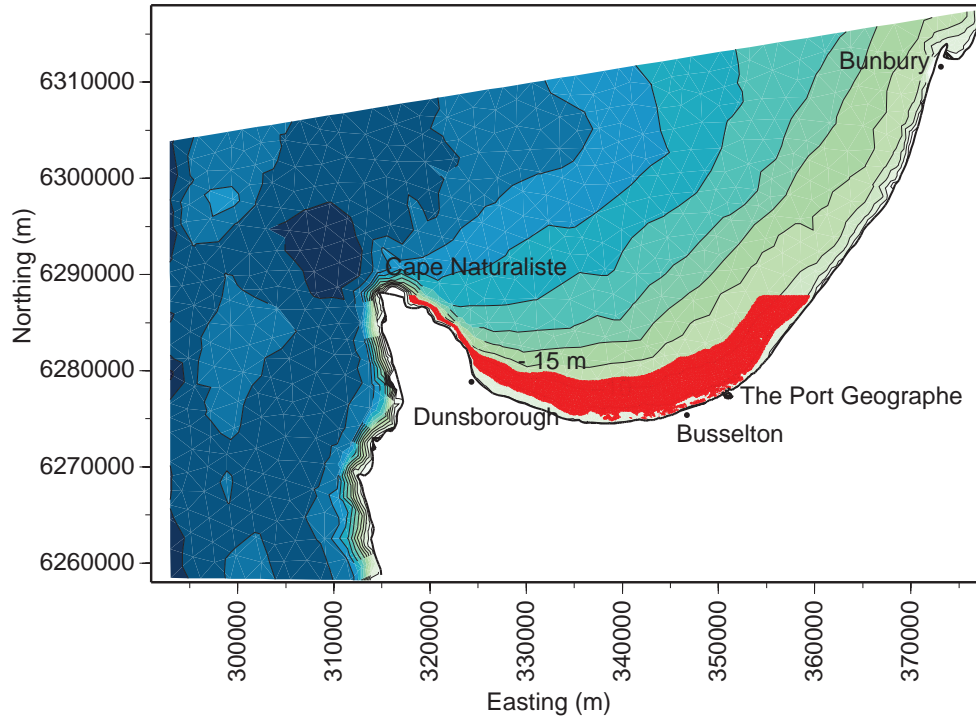 Northing (m)
6310000
6300000
6290000
6280000
6270000
6260000
Bunbury
Cape Naturaliste
- 15 m
The Port Geographe
Dunsborough
Busselton
300000
310000
320000
330000
340000
350000
360000
370000
Easting (m)